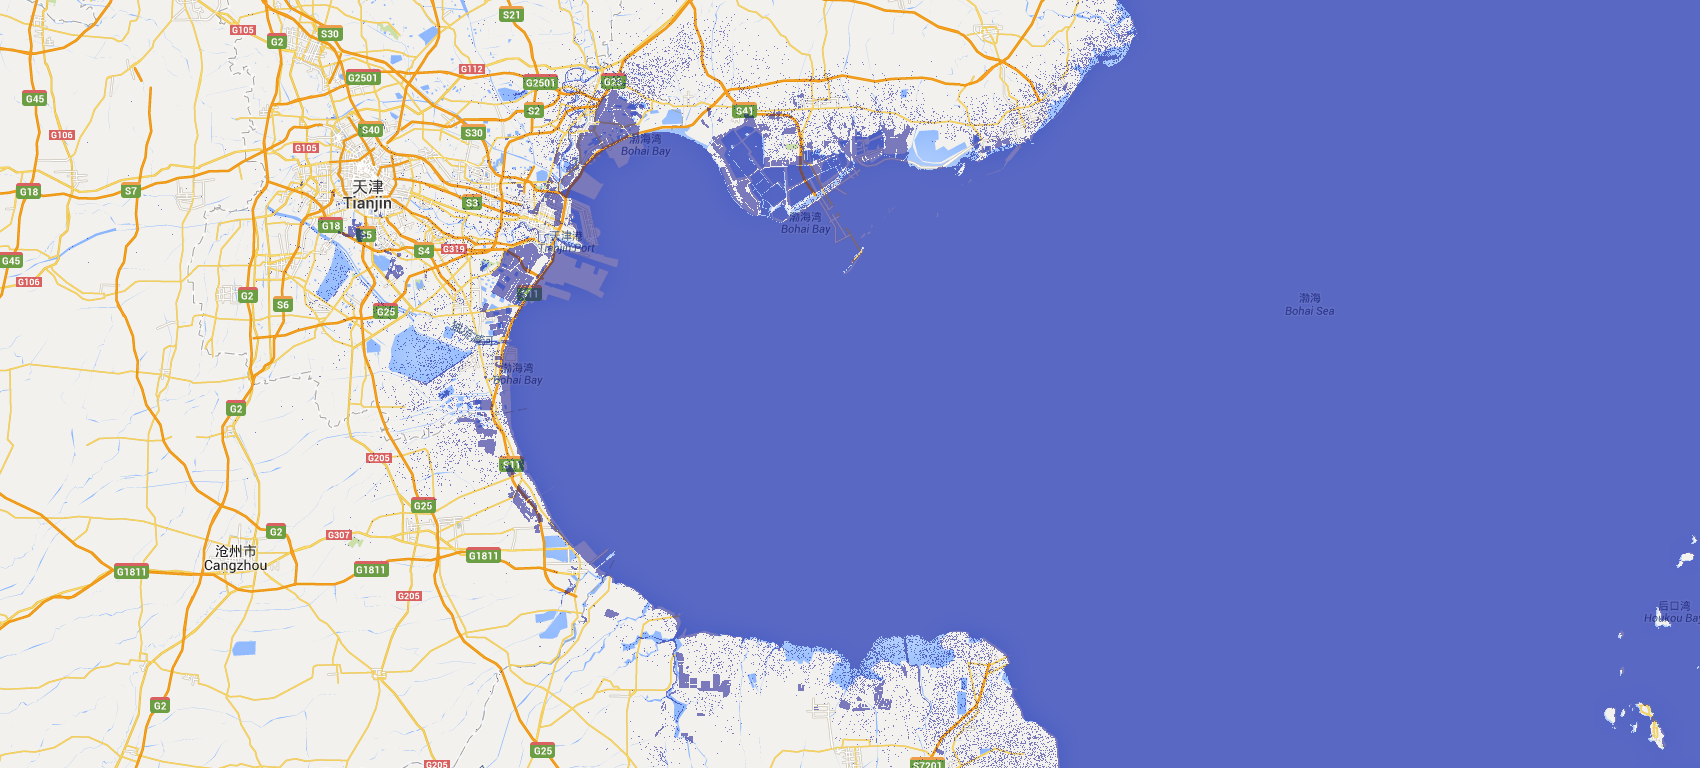 S21
G105
S30
G2
G112
G2501
G2501
G25
G45
S2
S41
S40
S30
G106
G105
渤海湾
Bohai Bay
天津
Tianjin
G18
S7
S3
渤海湾
Bohai Bay
G18
S5
天津港
Tianjin Port
S4
G319
G45
G106
G2
S6
S11
G25
渤海
Bohai Sea
渤海湾
Bohai Bay
G2
G205
S11
G25
沧州市
Cangzhou
G2
G307
G1811
G1811
G1811
G205
后口湾
Houkou Bay
G2
G25
G205
S7201